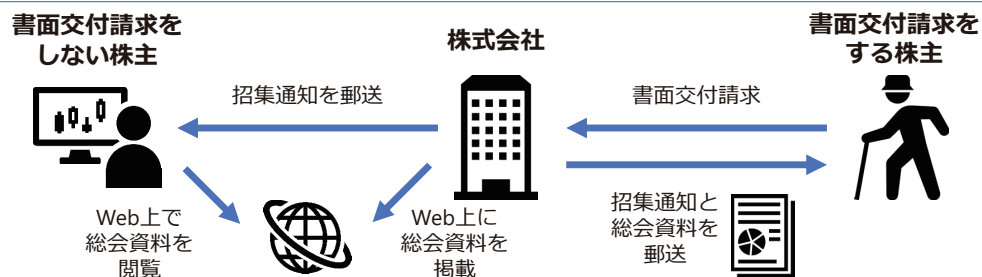 書面交付請求を
しない株主
株式会社
書面交付請求を
する株主
招集通知を郵送
書面交付請求
Web上で
総会資料を
閲覧
Web上に
総会資料を
掲載
招集通知と
総会資料を
郵送